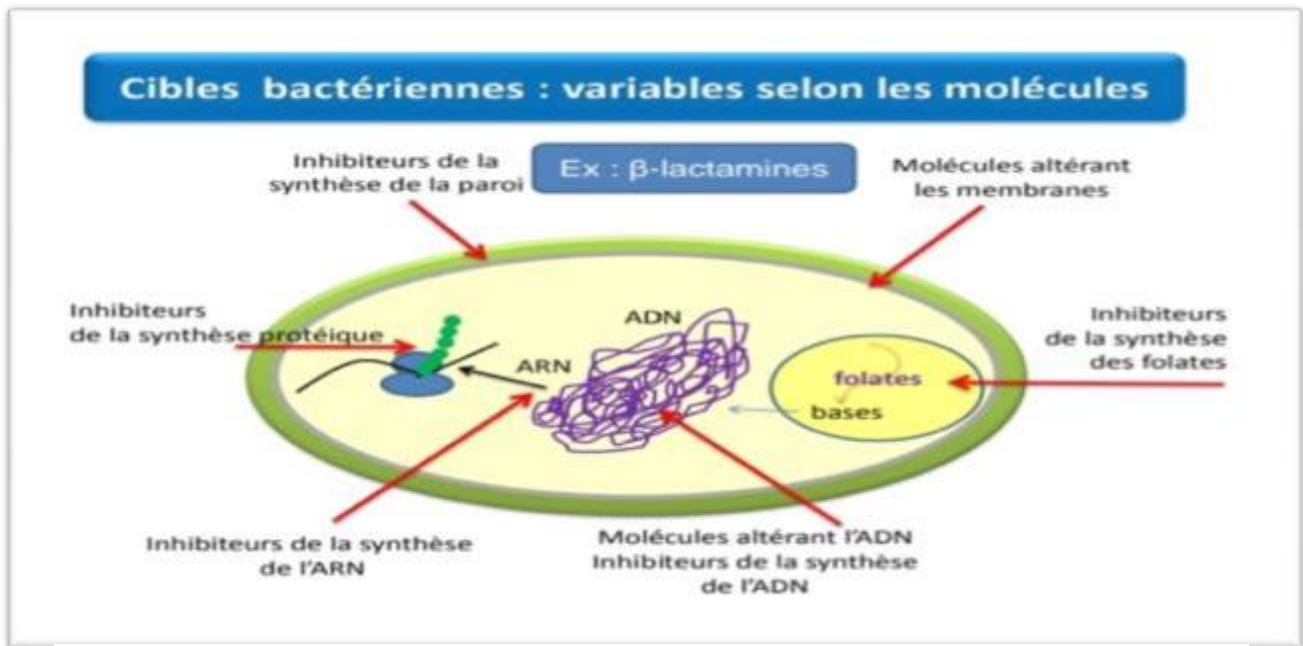 Cibles bactériennes : variables selon les molécules
Inhibiteurs de la
synthèse de la paroi
Ex : β-lactamines
Molécules altérant
les membranes
Inhibiteurs
de la synthèse protéique
ADN
ARN
folates
bases
Inhibiteurs
de la synthèse
des folates
Inhibiteurs de la synthèse
de l’ARN
Molécules altérant l’ADN
Inhibiteurs de la synthèse
de l’ADN